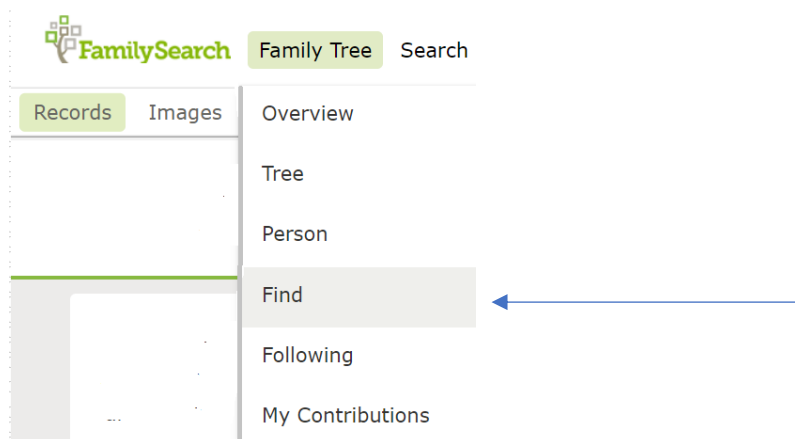 FamilySearch Family Tree Search
Records Images
Overview
Tree
Person
Find
Following
My Contributions